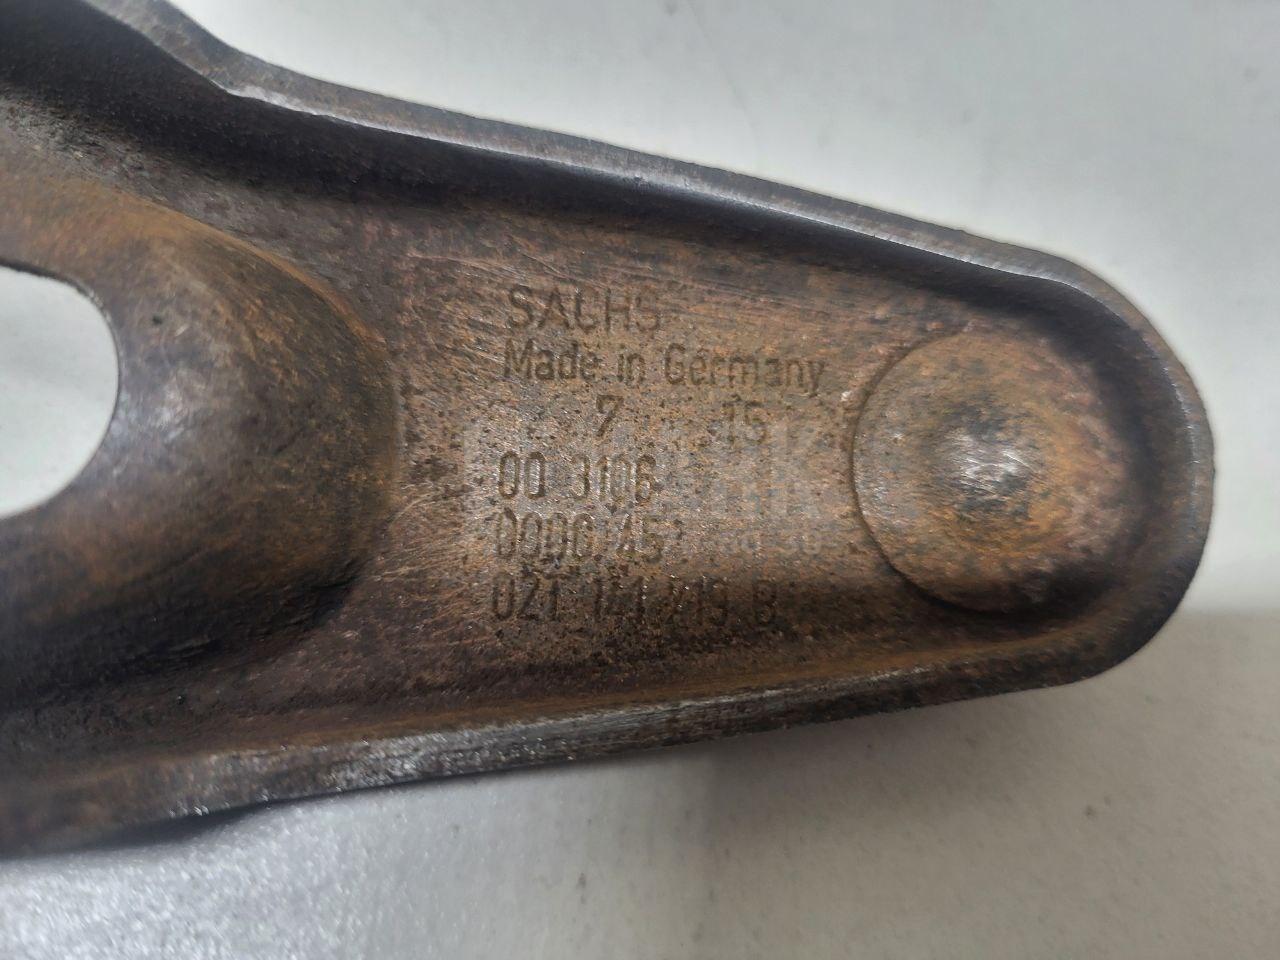 SACHS
Made in Germany
7 15
00 3106
02T 141 719 B